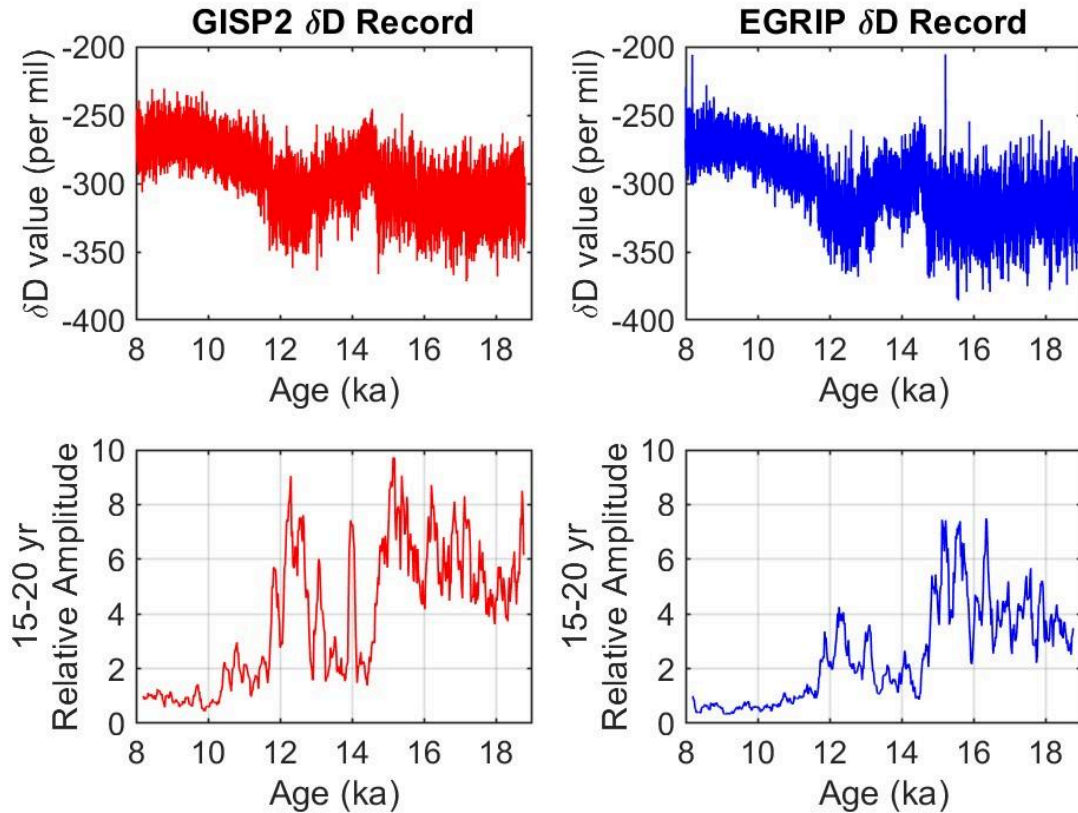 GISP2 δD Record
-200
-250
-300
-350
-400
δD value (per mil)
8 10 12 14 16 18
Age (ka)
EGRIP δD Record
-200
-250
-300
-350
-400
δD value (per mil)
8 10 12 14 16 18
Age (ka)
10
8
6
4
2
0
15-20 yr
Relative Amplitude
8 10 12 14 16 18
Age (ka)
10
8
6
4
2
0
15-20 yr
Relative Amplitude
8 10 12 14 16 18
Age (ka)